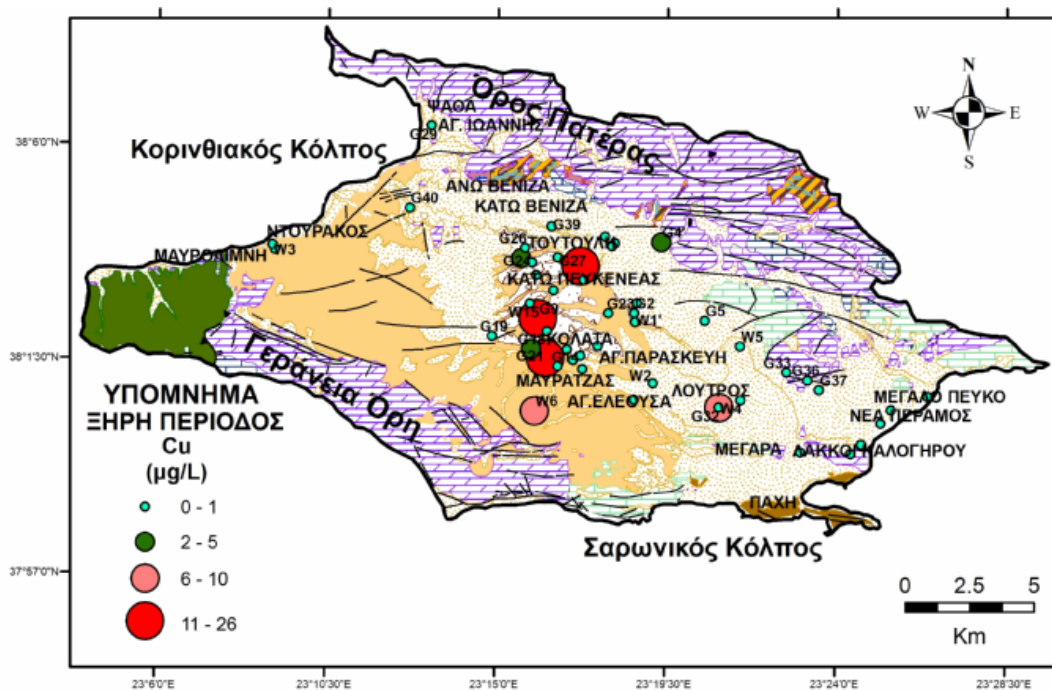 N
W
E
S
38°6'0"N
38°1'30"N
37°57'0"N
Όρος Πατέρας
Κορινθιακός Κόλπος
ΨΑΘΑ
ΑΓ. ΙΩΑΝΝΗΣ
G29
ΑΝΩ ΒΕΝΙΖΑ
ΚΑΤΩ ΒΕΝΙΖΑ
G40
G39
ΝΤΟΥΡΑΚΟΣ
W3
ΜΑΥΡΟΛΙΜΝΗ
G26
ΤΟΥΤΟΥΛΗ
G4
G24
G27
ΚΑΤΩ ΠΕΥΚΕΝΕΑΣ
W15
G9
G23
G2
W1'
G5
G19
ΚΟΛΑΤΑ
G21
W5
ΑΓ.ΠΑΡΑΣΚΕΥΗ
ΜΑΥΡΑΤΖΑΣ
W2
G33
G36
G37
W6
ΑΓ.ΕΛΕΟΥΣΑ
ΛΟΥΤΡΟΣ
W4
G32
ΜΕΓΑΛΟ ΠΕΥΚΟ
ΝΕΑ ΠΕΡΑΜΟΣ
ΜΕΓΑΡΑ
ΛΑΚΚΟΙ ΚΑΛΟΓΗΡΟΥ
ΠΑΧΗ
Γεράνεια Όρη
Σαρωνικός Κόλπος
ΥΠΟΜΝΗΜΑ
ΞΗΡΗ ΠΕΡΙΟΔΟΣ
Cu
(μg/L)
0 - 1
2 - 5
6 - 10
11 - 26
0 2.5 5
Km
23°6'0"E 23°10'30"E 23°15'0"E 23°19'30"E 23°24'0"E 23°28'30"E